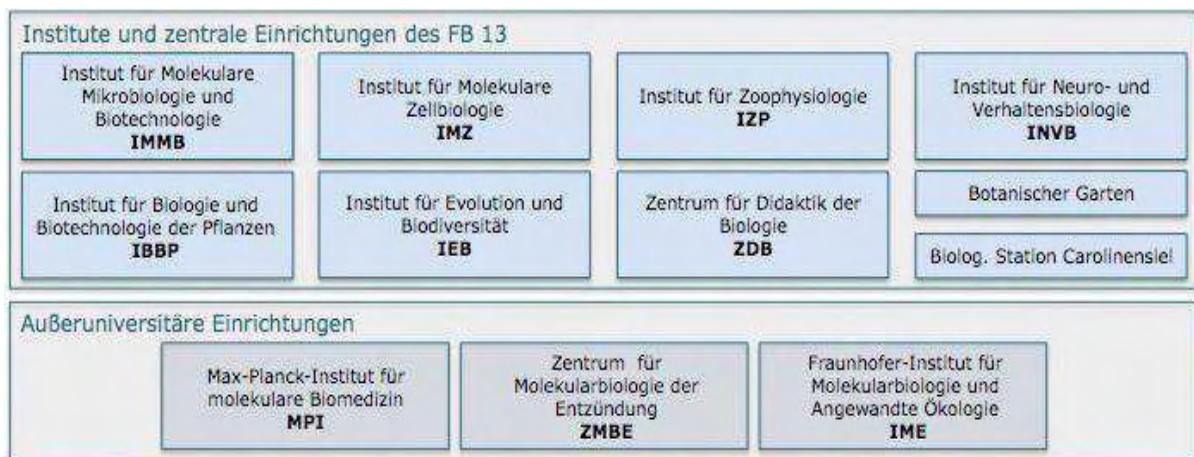 Institute und zentrale Einrichtungen des FB 13
Institut für Molekulare
Mikrobiologie und
Biotechnologie
IMMB
Institut für Molekulare
Zellbiologie
IMZ
Institut für Zoophysiologie
IZP
Institut für Neuro- und
Verhaltensbiologie
INVB
Institut für Biologie und
Biotechnologie der Pflanzen
IBBP
Institut für Evolution und
Biodiversität
IEB
Zentrum für Didaktik der
Biologie
ZDB
Botanischer Garten
Biolog. Station Carolinensiel
Außeruniversitäre Einrichtungen
Max-Planck-Institut für
molekulare Biomedizin
MPI
Zentrum für
Molekularbiologie der
Entzündung
ZMBE
Fraunhofer-Institut für
Molekularbiologie und
Angewandte Ökologie
IME